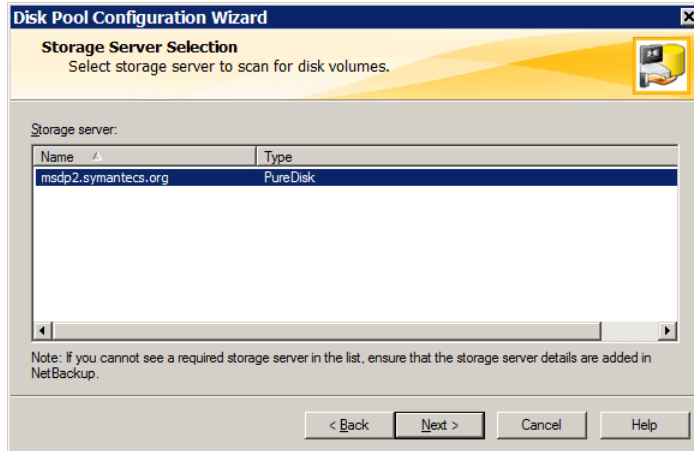 Disk Pool Configuration Wizard
Storage Server Selection
Select storage server to scan for disk volumes.
Storage server:
Name Type
msdp2.symantecs.org PureDisk
Note: If you cannot see a required storage server in the list, ensure that the storage server details are added in
NetBackup.
< Back Next > Cancel Help